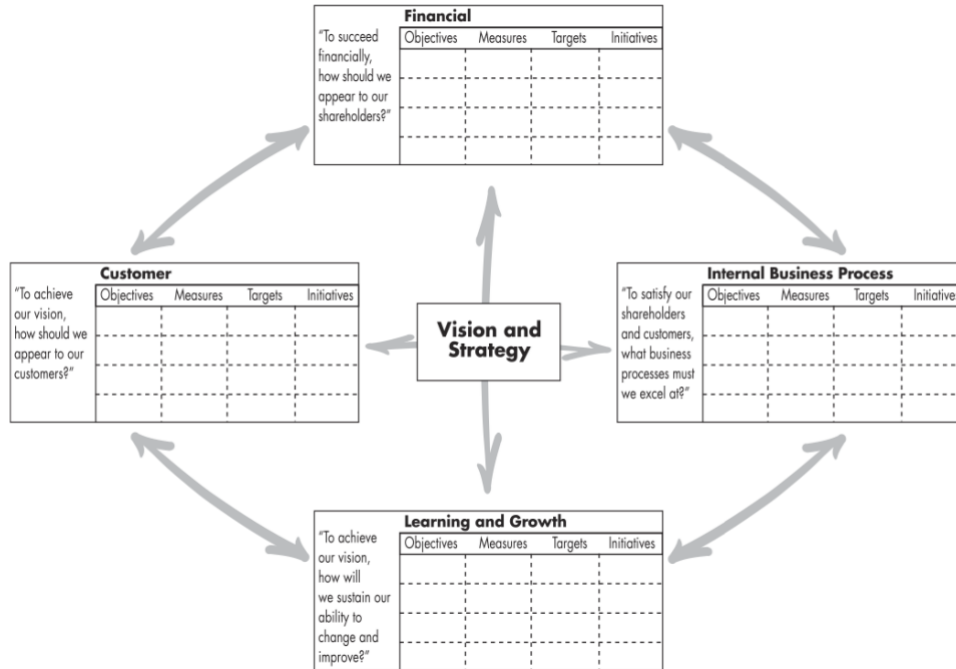 Financial
"To succeed
financially,
how should we
appear to our
shareholders?"
Objectives Measures Targets Initiatives
Customer
"To achieve
our vision,
how should we
appear to our
customers?"
Objectives Measures Targets Initiatives
Vision and
Strategy
Internal Business Process
"To satisfy our
shareholders
and customers,
what business
processes must
we excel at?"
Objectives Measures Targets Initiatives
Learning and Growth
"To achieve
our vision,
how will
we sustain our
ability to
change and
improve?"
Objectives Measures Targets Initiatives